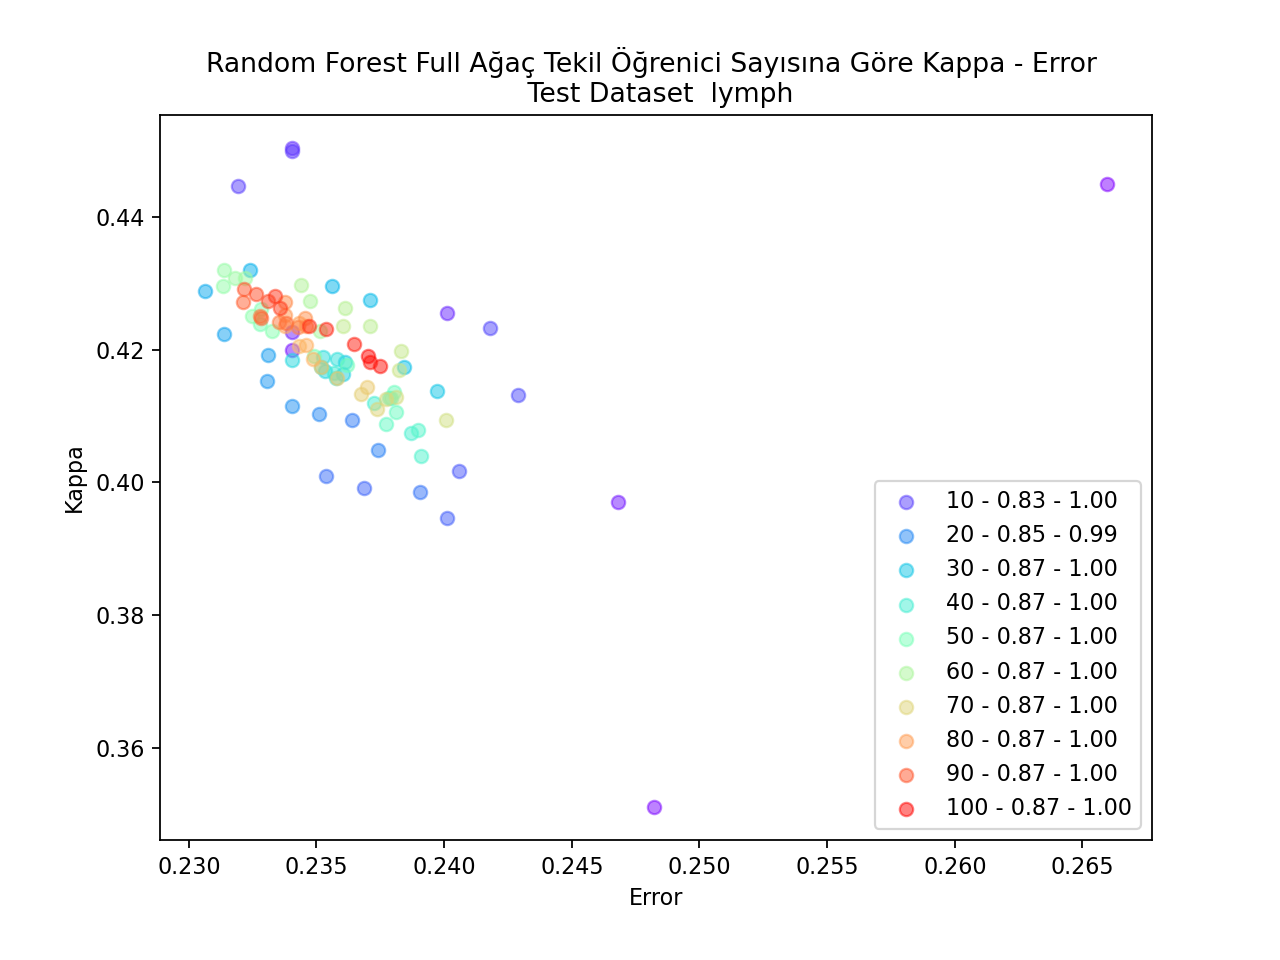 Random Forest Full Ağaç Tekil Öğrenici Sayısına Göre Kappa - Error
Test Dataset  lymph
Kappa
0.44
0.42
0.40
0.38
0.36
10 - 0.83 - 1.00
20 - 0.85 - 0.99
30 - 0.87 - 1.00
40 - 0.87 - 1.00
50 - 0.87 - 1.00
60 - 0.87 - 1.00
70 - 0.87 - 1.00
80 - 0.87 - 1.00
90 - 0.87 - 1.00
100 - 0.87 - 1.00
0.230 0.235 0.240 0.245 0.250 0.255 0.260 0.265
Error